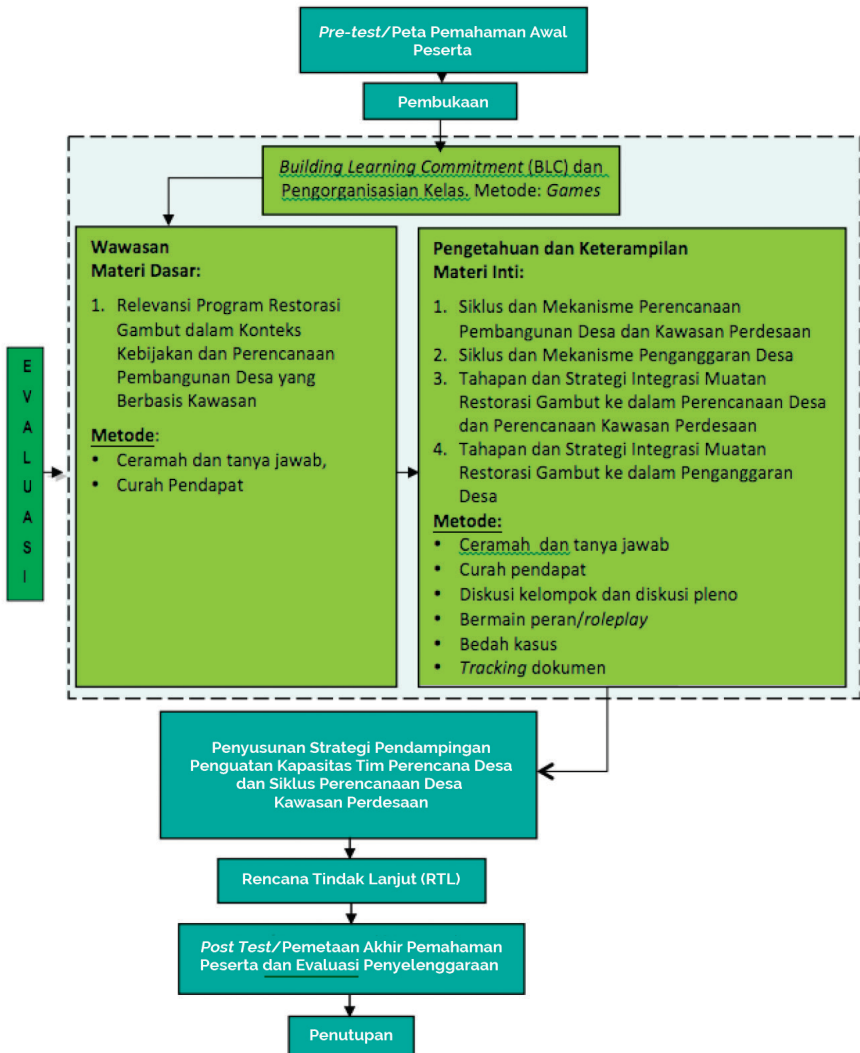 Pre-test/Peta Pemahaman Awal
Peserta
Pembukaan
Building Learning Commitment (BLC) dan
Pengorganisasian Kelas. Metode: Games
EVALUASI
Wawasan
Materi Dasar:
1. Relevansi Program Restorasi
Gambut dalam Konteks
Kebijakan dan Perencanaan
Pembangunan Desa yang
Berbasis Kawasan
Metode:
• Ceramah dan tanya jawab,
• Curah Pendapat
Pengetahuan dan Keterampilan
Materi Inti:
1. Siklus dan Mekanisme Perencanaan
Pembangunan Desa dan Kawasan Perdesaan
2. Siklus dan Mekanisme Penganggaran Desa
3. Tahapan dan Strategi Integrasi Muatan
Restorasi Gambut ke dalam Perencanaan Desa
dan Perencanaan Kawasan Perdesaan
4. Tahapan dan Strategi Integrasi Muatan
Restorasi Gambut ke dalam Penganggaran
Desa
Metode:
• Ceramah dan tanya jawab
• Curah pendapat
• Diskusi kelompok dan diskusi pleno
• Bermain peran/roleplay
• Bedah kasus
• Tracking dokumen
Penyusunan Strategi Pendampingan
Penguatan Kapasitas Tim Perencana Desa
dan Siklus Perencanaan Desa
Kawasan Perdesaan
Rencana Tindak Lanjut (RTL)
Post Test/Pemetaan Akhir Pemahaman
Peserta dan Evaluasi Penyelenggaraan
Penutupan